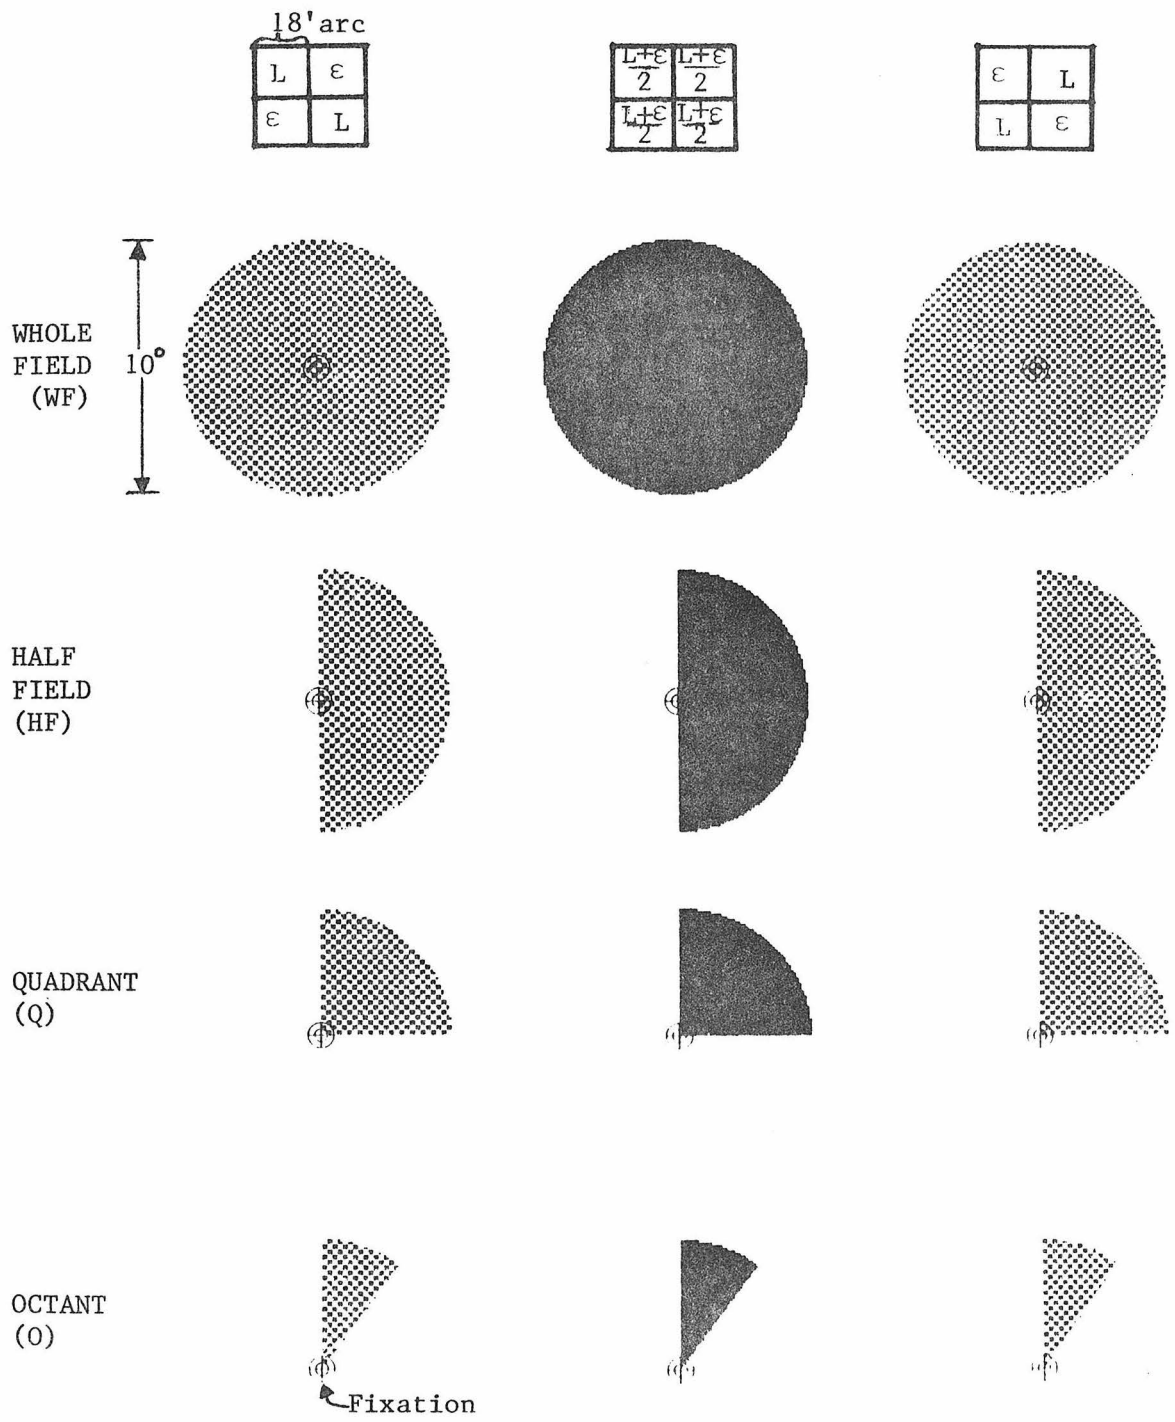 18'arc
L ε
ε L
L+ε L+ε
2 2
L+ε L+ε
2 2
ε L
L ε
WHOLE
FIELD
(WF)
10°
HALF
FIELD
(HF)
QUADRANT
(Q)
OCTANT
(O)
Fixation